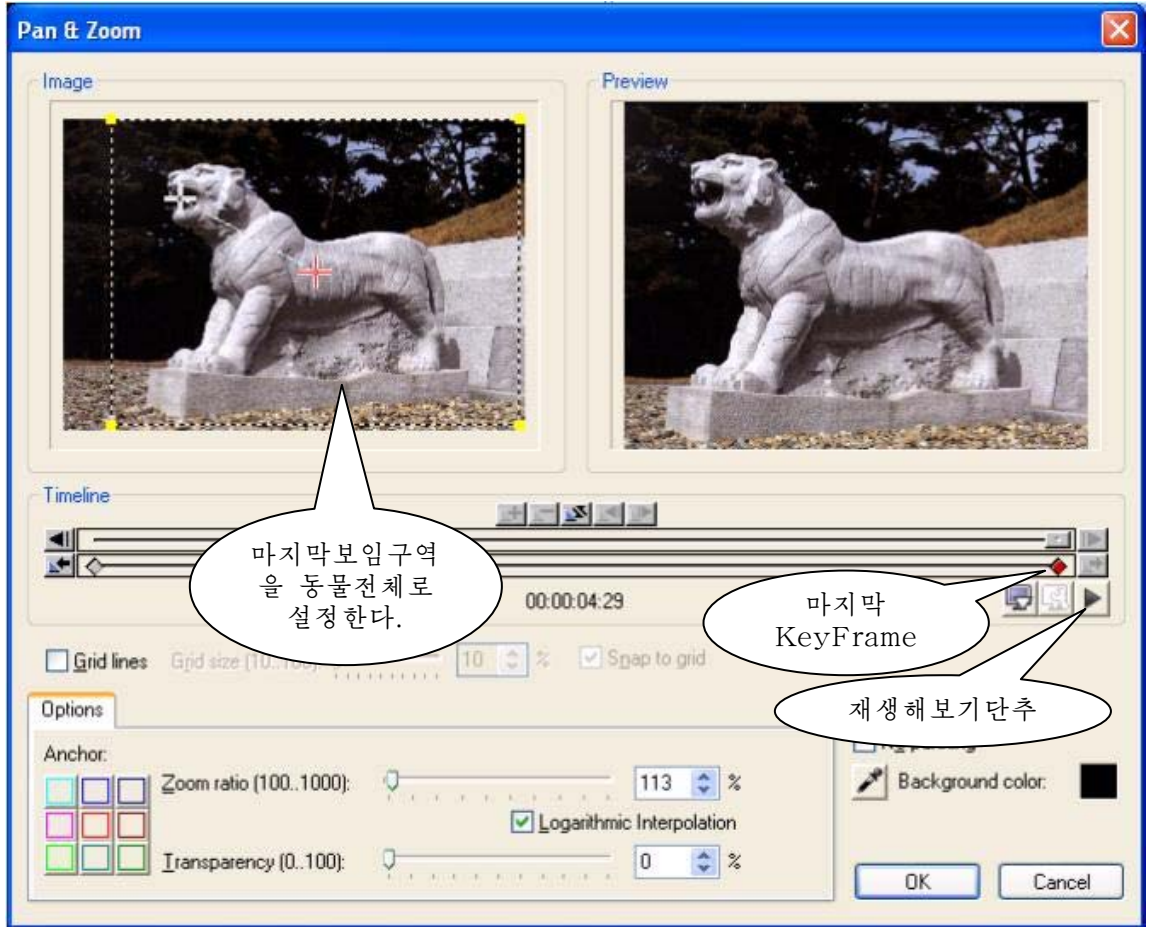 Pan & Zoom
Image
Preview
Timeline
마지막보임구역
을 동물전체로
설정한다.
00:00:04:29
마지막
KeyFrame
재생해보기단추
Grid lines
Grid size
10
%
Snap to grid
Options
Anchor:
Zoom ratio (100..1000):
113
%
Background color:
Logarithmic Interpolation
Transparency (0..100):
0
%
OK
Cancel